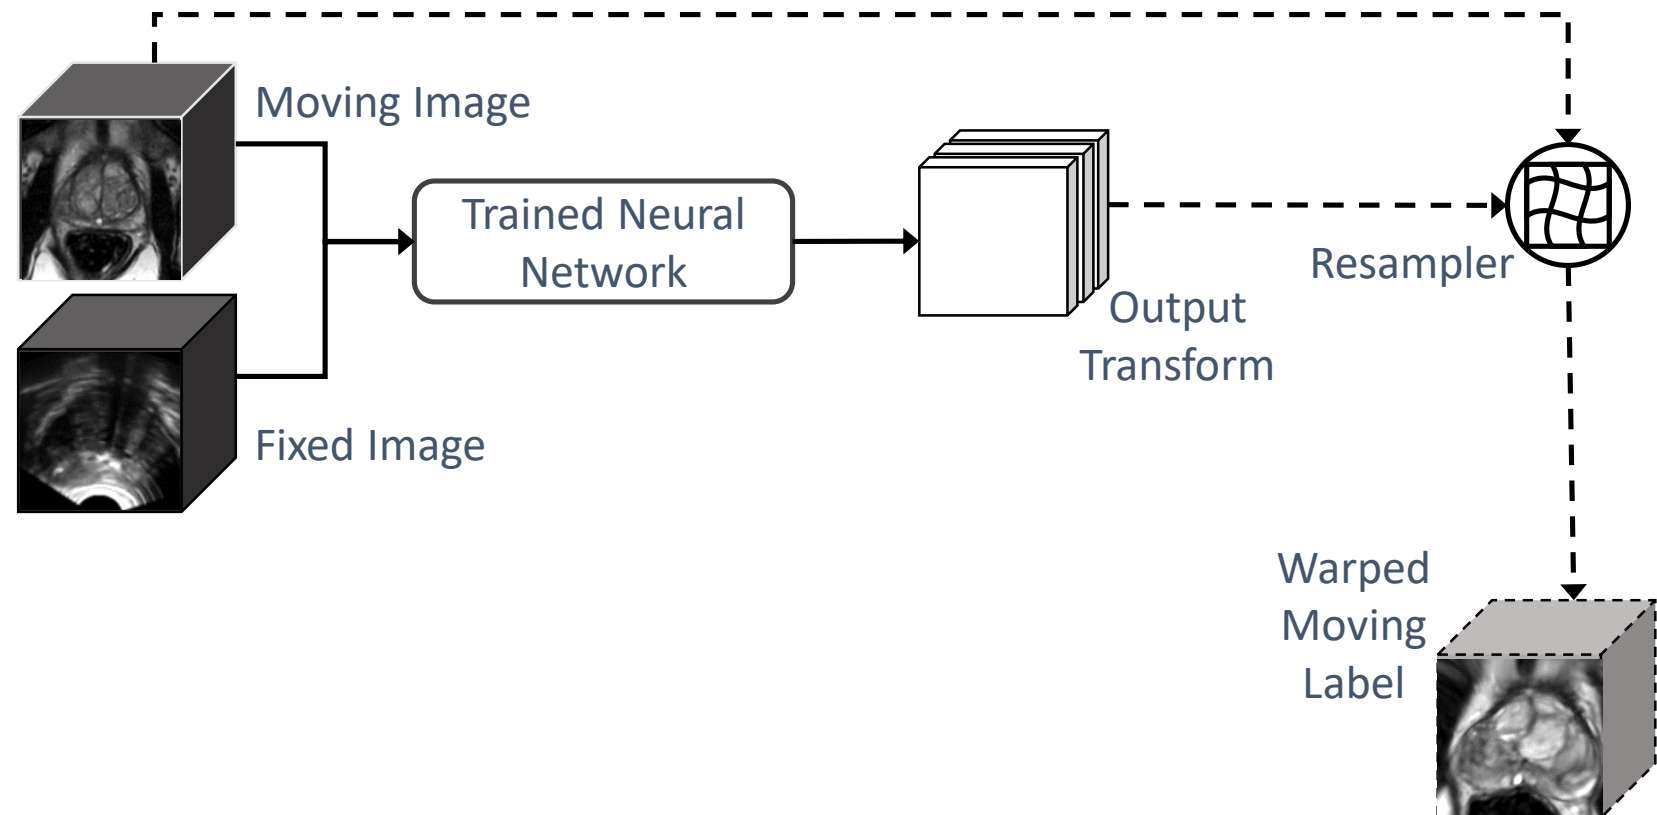 Moving Image
Trained Neural
Network
Resampler
Output
Transform
Fixed Image
Warped
Moving
Label